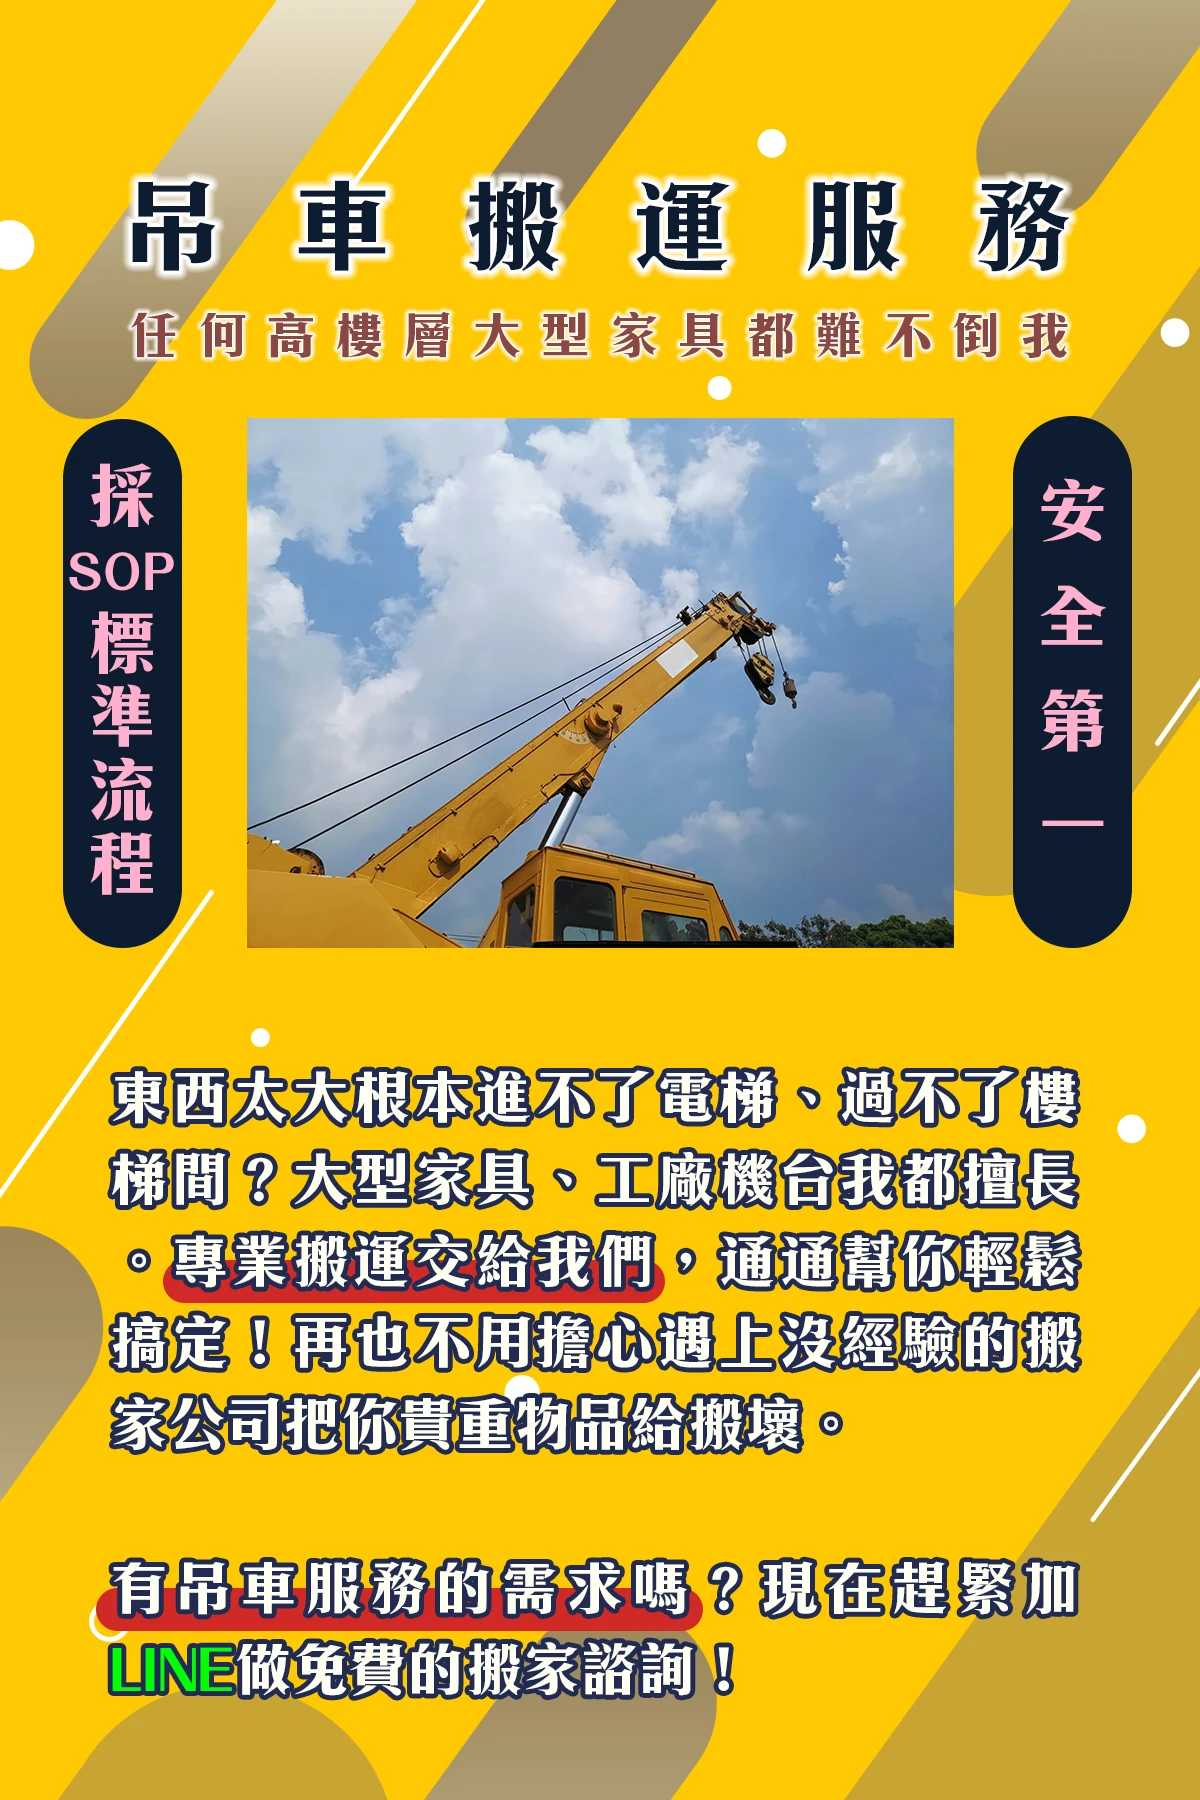 吊車搬運服務
任何高樓層大型家具都難不倒我
採SOP標準流程
安全第一
東西太大根本進不了電梯、過不了樓
梯間？大型家具、工廠機台我都擅長
。專業搬運交給我們，通通幫你輕鬆
搞定！再也不用擔心遇上沒經驗的搬
家公司把你貴重物品給搬壞。
有吊車服務的需求嗎？現在趕緊加
LINE做免費的搬家諮詢！